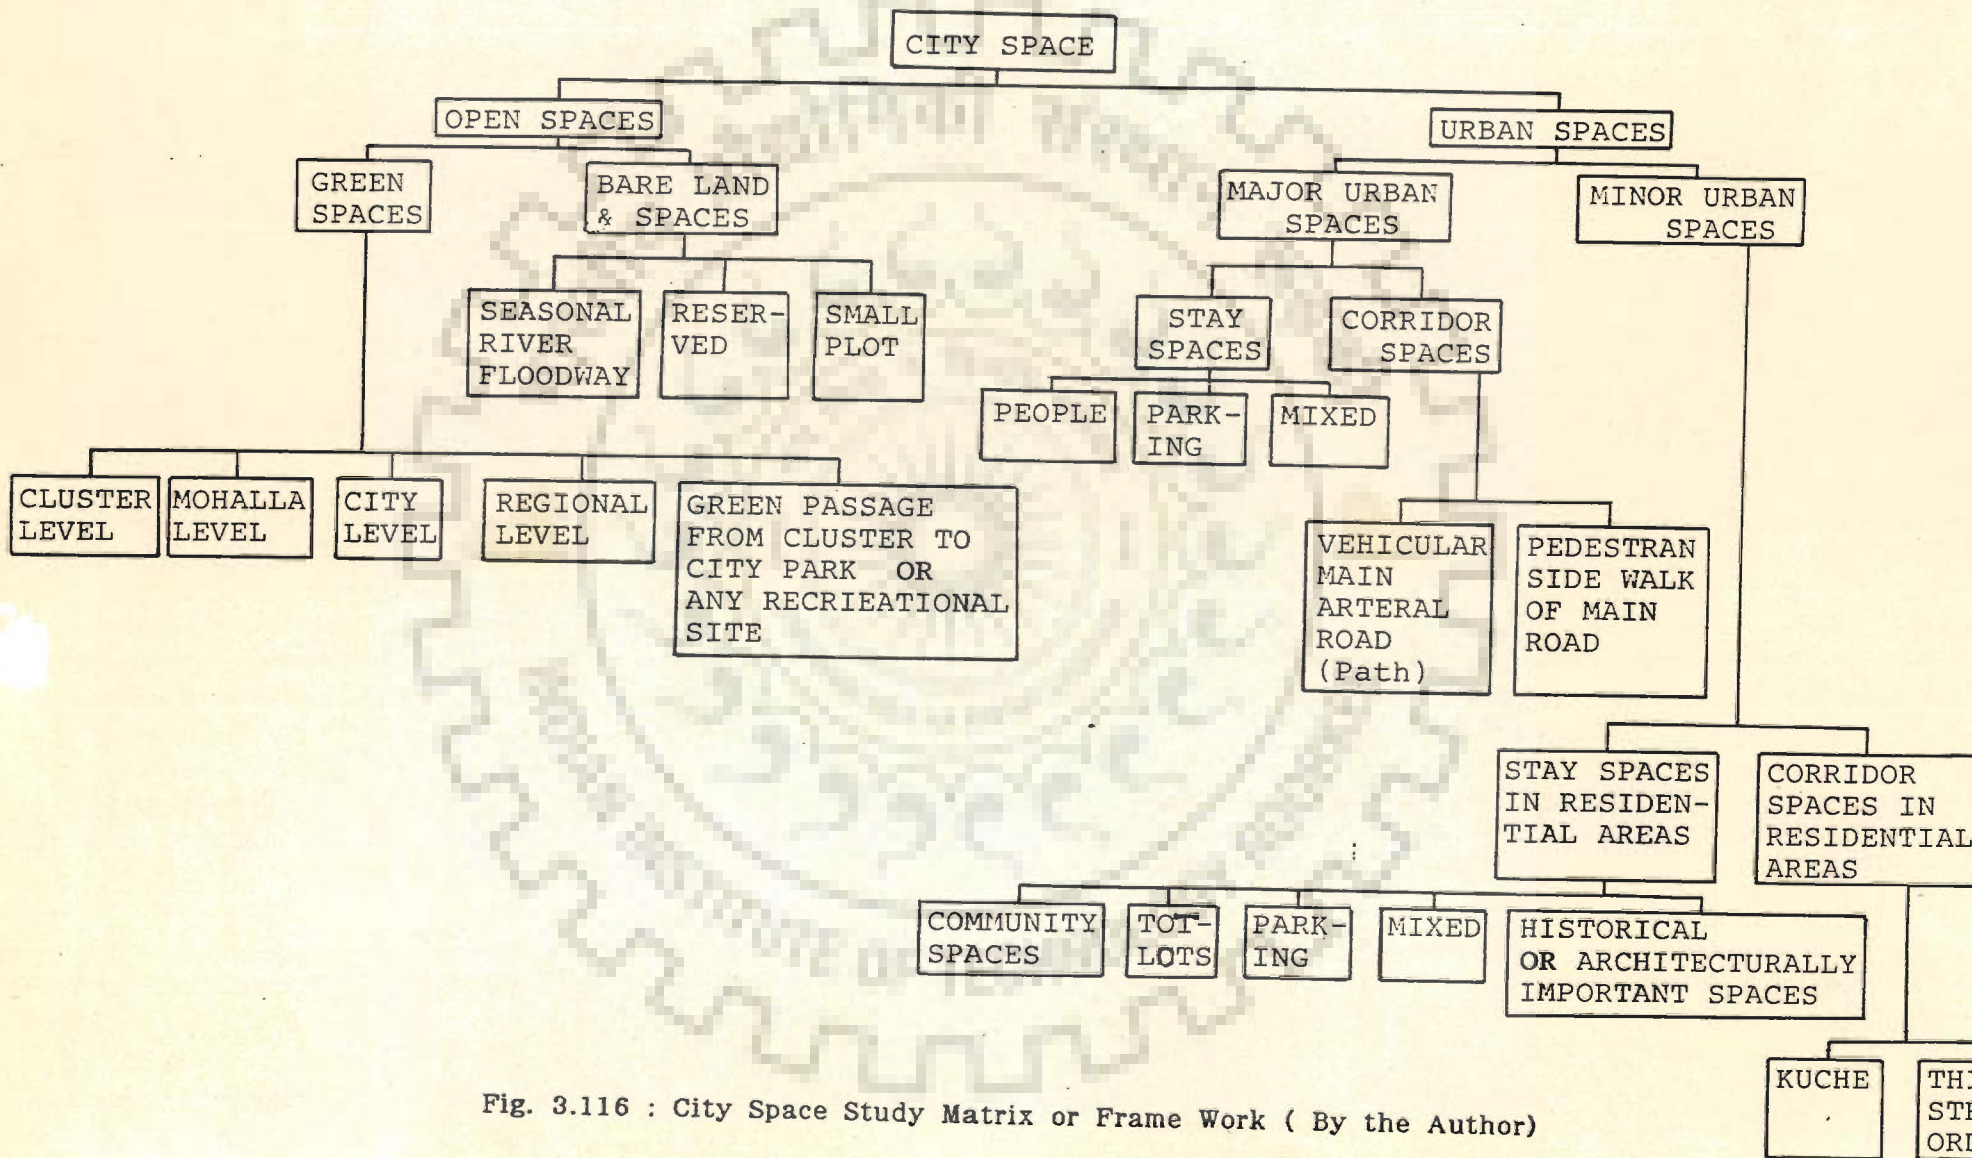 CITY SPACE
OPEN SPACES
URBAN SPACES
GREEN
SPACES
BARE LAND
& SPACES
MAJOR URBAN
SPACES
MINOR URBAN
SPACES
SEASONAL
RIVER
FLOODWAY
RESER-
VED
SMALL
PLOT
STAY
SPACES
CORRIDOR
SPACES
PEOPLE
PARK-
ING
MIXED
CLUSTER
LEVEL
MOHALLA
LEVEL
CITY
LEVEL
REGIONAL
LEVEL
GREEN PASSAGE
FROM CLUSTER TO
CITY PARK OR
ANY RECRIEATIONAL
SITE
VEHICULAR
MAIN
ARTERAL
ROAD
(Path)
PEDESTRAN
SIDE WALK
OF MAIN
ROAD
STAY SPACES
IN RESIDEN-
TIAL AREAS
CORRIDOR
SPACES IN
RESIDENTIAL
AREAS
COMMUNITY
SPACES
TOT-
LOTS
PARK-
ING
MIXED
HISTORICAL
OR ARCHITECTURALLY
IMPORTANT SPACES
KUCHE
Fig. 3.116 : City Space Study Matrix or Frame Work ( By the Author)